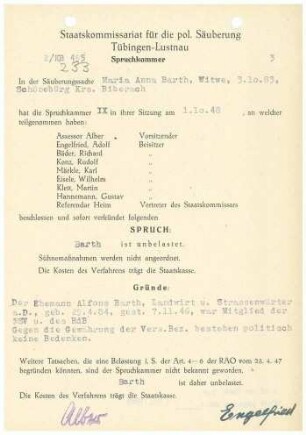 Staatskommissariat für die pol. Säuberung
Tübingen-Lustnau
Spruchkammer
3
233
In der Säuberungssache Maria Anna Barth, Witwe, 3.10.83,
Krs. Biberach
hat die Spruchkammer IX in ihrer Sitzung am 1.10.48, an welcher
teilgenommen haben:
Assessor Alber Vorsitzender
Engelfried, Adolf Beisitzer
Bäder, Richard "
Konz, Rudolf "
Märkle, Karl "
Eisele, Wilhelm "
Klett, Martin "
Hannemann, Gustav "
Referendar Heim Vertreter des Staatskommissars
beschlossen und sofort verkündet folgenden
SPRUCH:
Barth
ist unbelastet.
Sühnemaßnahmen werden nicht angeordnet.
Die Kosten des Verfahrens trägt die Staatskasse.
Gründe:
Der Ehemann Alfons Barth, Landwirt u. Strassenwärter
a.D., geb. 25.4.84, gest. 7.11.46, war Mitglied der
NSV u. des RdB
Gegen die Gewährung der Vers.Bez. bestehen politisch
keine Bedenken.
Weitere Tatsachen, die eine Belastung i. S. der Art. 4-6 der RAO vom 25. 4. 47
begründen könnten, sind der Spruchkammer nicht bekannt geworden.
Barth ist daher unbelastet.
Die Kosten des Verfahrens trägt die Staatskasse.
Alber Engelfried